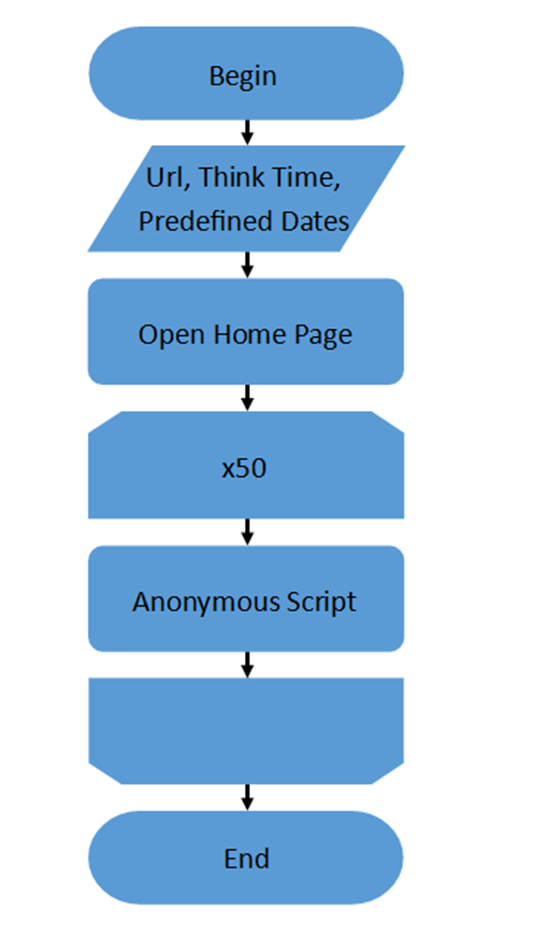 Begin
Url, Think Time,
Predefined Dates
Open Home Page
x50
Anonymous Script
End